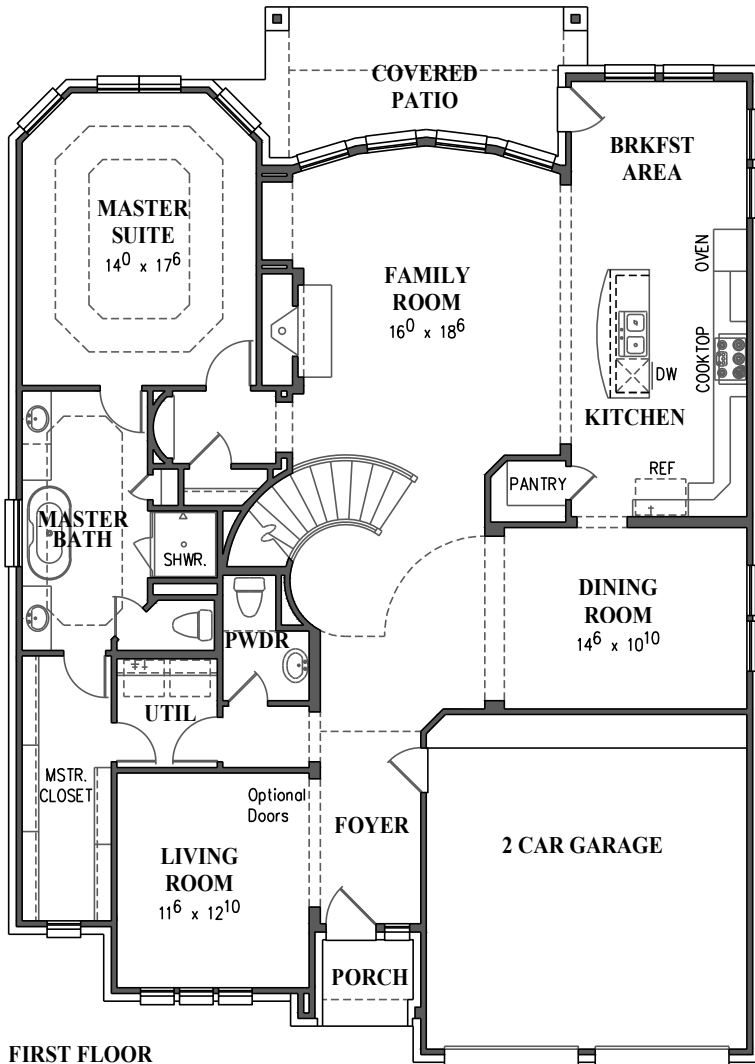 COVERED
PATIO
BRKFST
AREA
MASTER
SUITE
14⁰ x 17⁶
FAMILY
ROOM
16⁰ x 18⁶
OVEN
COOKTOP
DW
KITCHEN
REF
PANTRY
MASTER
BATH
SHWR.
DINING
ROOM
14⁶ x 10¹⁰
PWDR
UTIL
MSTR.
CLOSET
Optional
Doors
FOYER
2 CAR GARAGE
LIVING
ROOM
11⁶ x 12¹⁰
PORCH
FIRST FLOOR